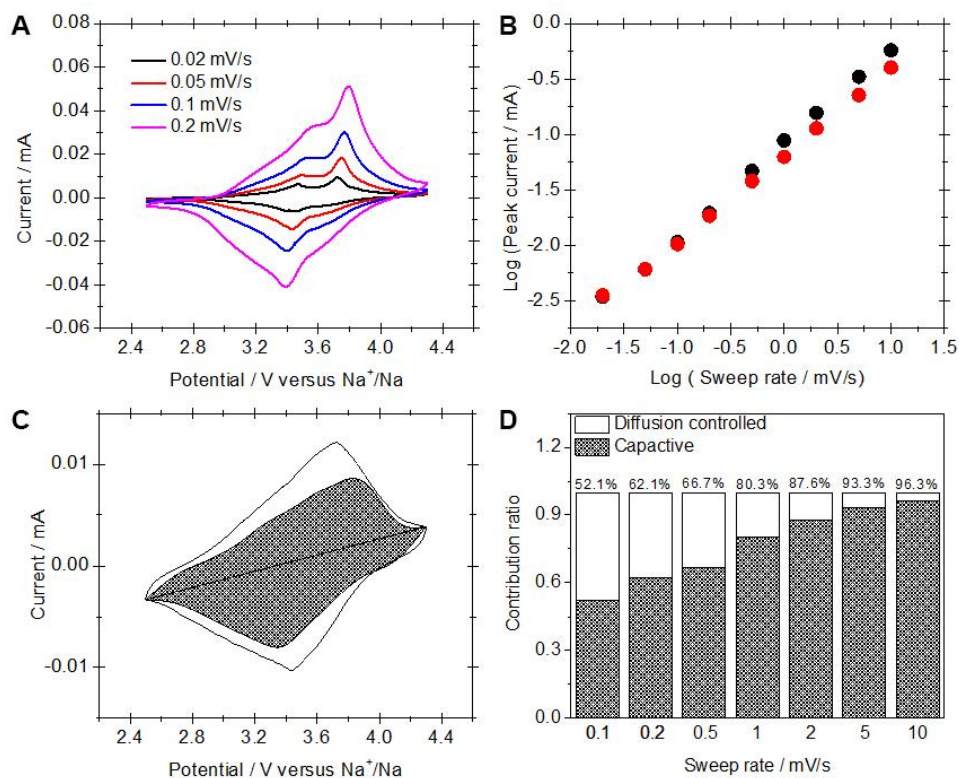 A
0.08
0.06
0.04
0.02
0.00
-0.02
-0.04
-0.06
Current / mA
0.02 mV/s
0.05 mV/s
0.1 mV/s
0.2 mV/s
2.4 2.8 3.2 3.6 4.0 4.4
Potential / V versus Na⁺/Na
B
0.0
-0.5
-1.0
-1.5
-2.0
-2.5
Log (Peak current / mA)
-2.0 -1.5 -1.0 -0.5 0.0 0.5 1.0 1.5
Log ( Sweep rate / mV/s)
C
0.01
0.00
-0.01
Current / mA
2.4 2.8 3.2 3.6 4.0 4.4
Potential / V versus Na⁺/Na
D
Diffusion controlled
Capactive
1.2
0.9
0.6
0.3
0.0
Contribution ratio
52.1% 62.1% 66.7% 80.3% 87.6% 93.3% 96.3%
0.1 0.2 0.5 1 2 5 10
Sweep rate / mV/s